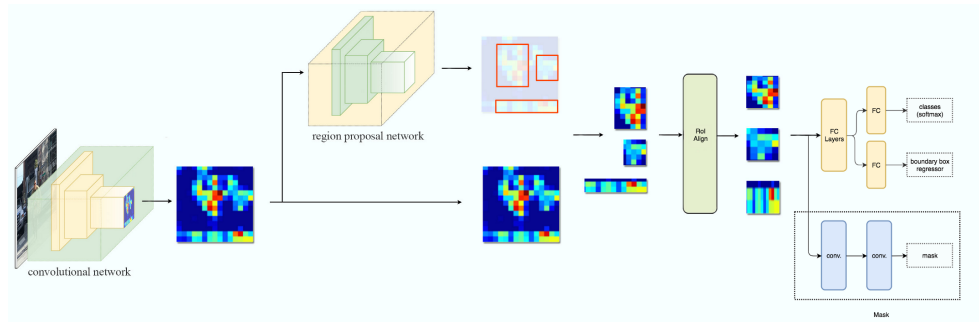 region proposal network
convolutional network
RoI
Align
FC
Layers
FC
classes
(softmax)
FC
boundary box
regressor
conv.
conv.
mask
Mask